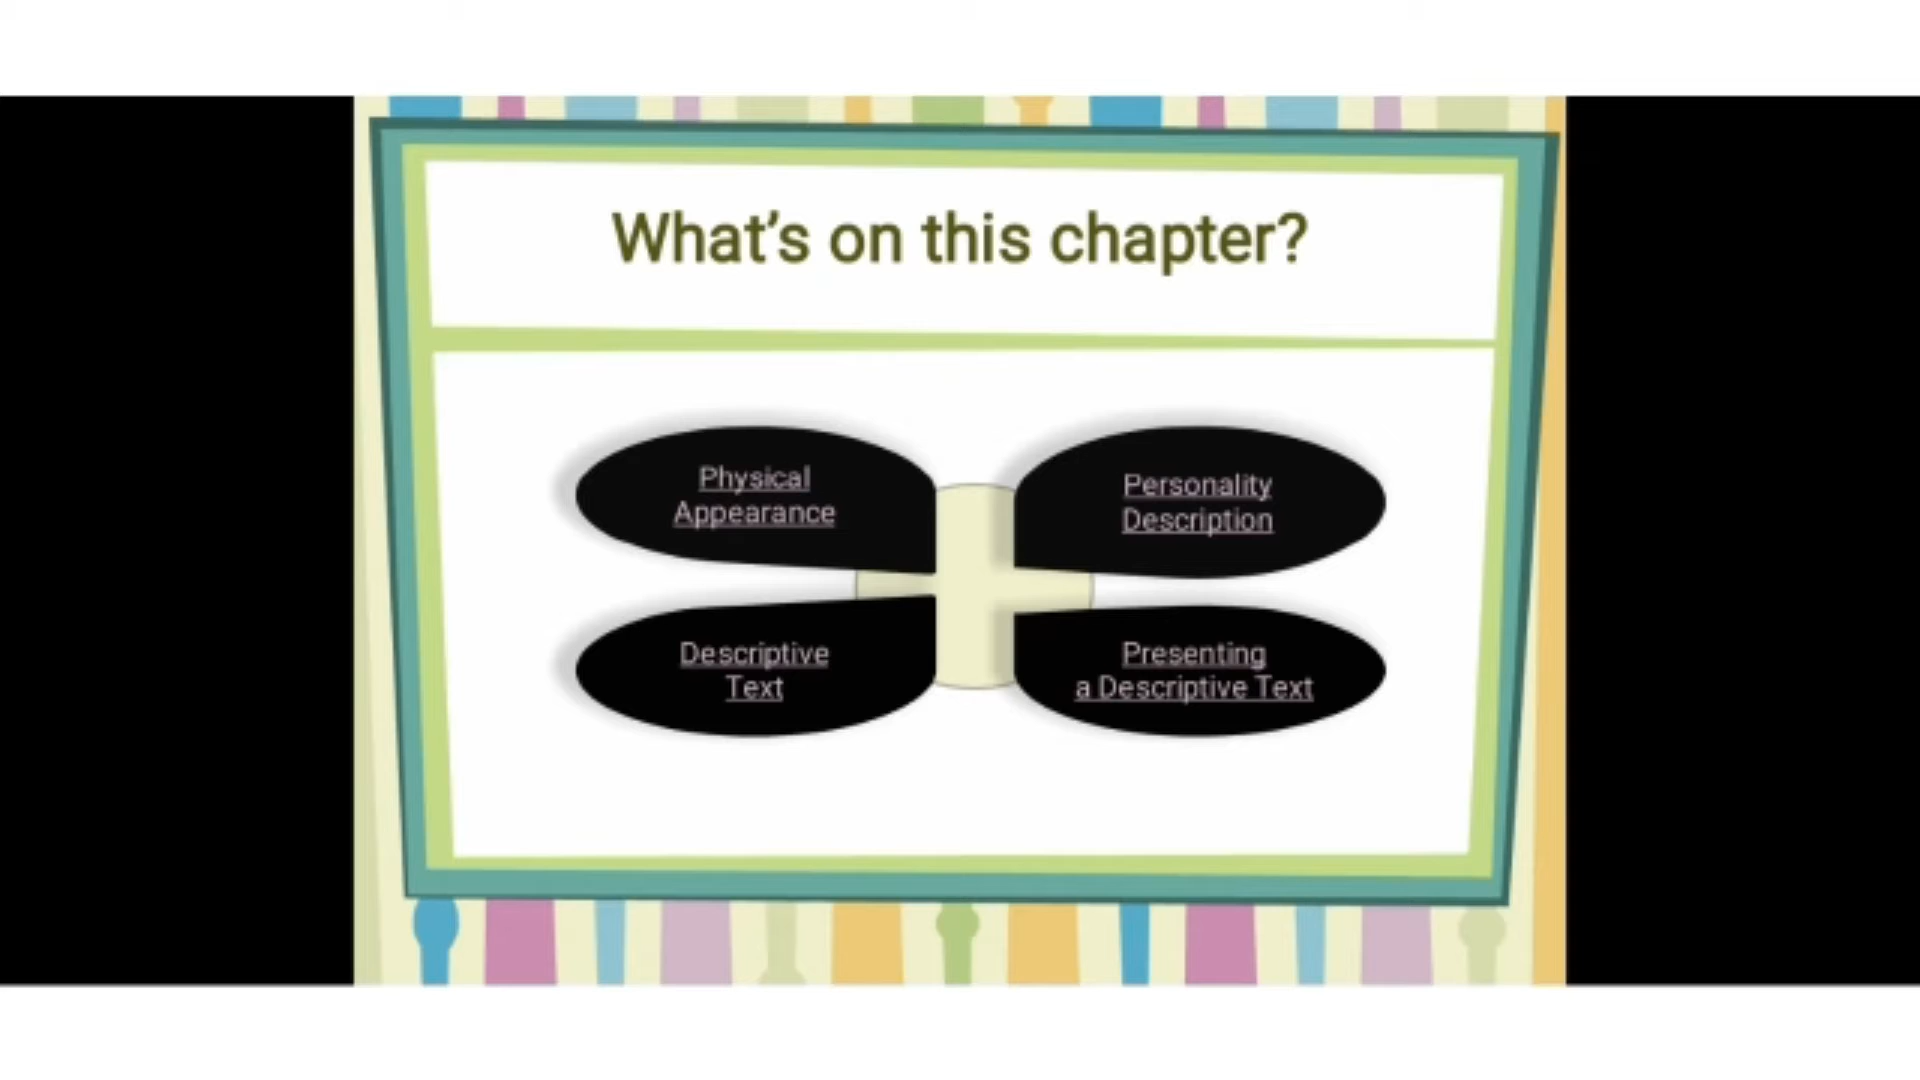 What's on this chapter?
Physical
Appearance
Personality
Description
Descriptive
Text
Presenting
a Descriptive Text